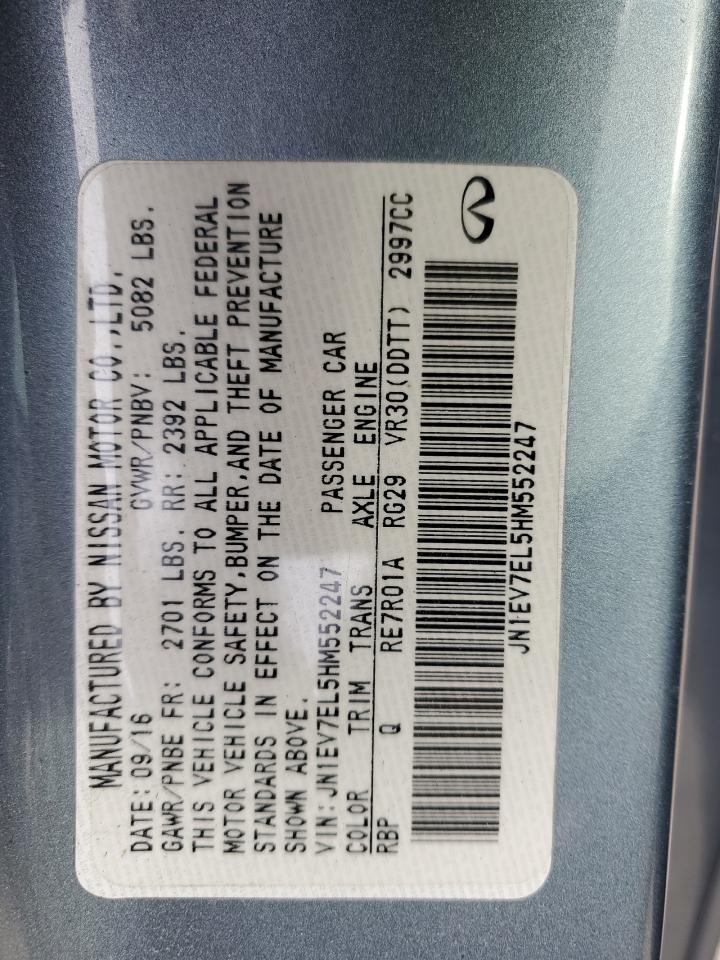 MANUFACTURED BY NISSAN MOTOR CO.,LTD.
DATE: 09/16 GVWR/PNBV: 5082 LBS.
GAWR/PNBE FR: 2701 LBS. RR: 2392 LBS.
THIS VEHICLE CONFORMS TO ALL APPLICABLE FEDERAL
MOTOR VEHICLE SAFETY,BUMPER,AND THEFT PREVENTION
STANDARDS IN EFFECT ON THE DATE OF MANUFACTURE
SHOWN ABOVE.
VIN:JN1EV7EL5HM552247 PASSENGER CAR
COLOR TRIM TRANS AXLE ENGINE
RBP Q RE7R01A RG29 VR30(DDTT) 2997CC
JN1EV7EL5HM552247